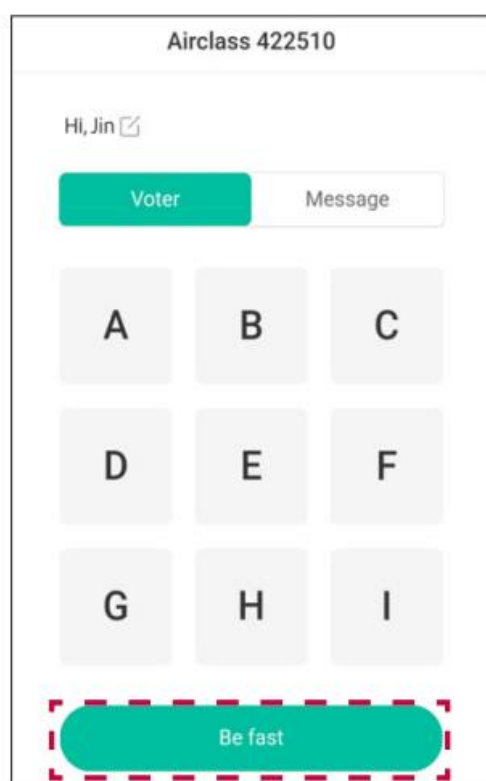 Airclass 422510
Hi, Jin
Voter Message
A B C
D E F
G H I
Be fast